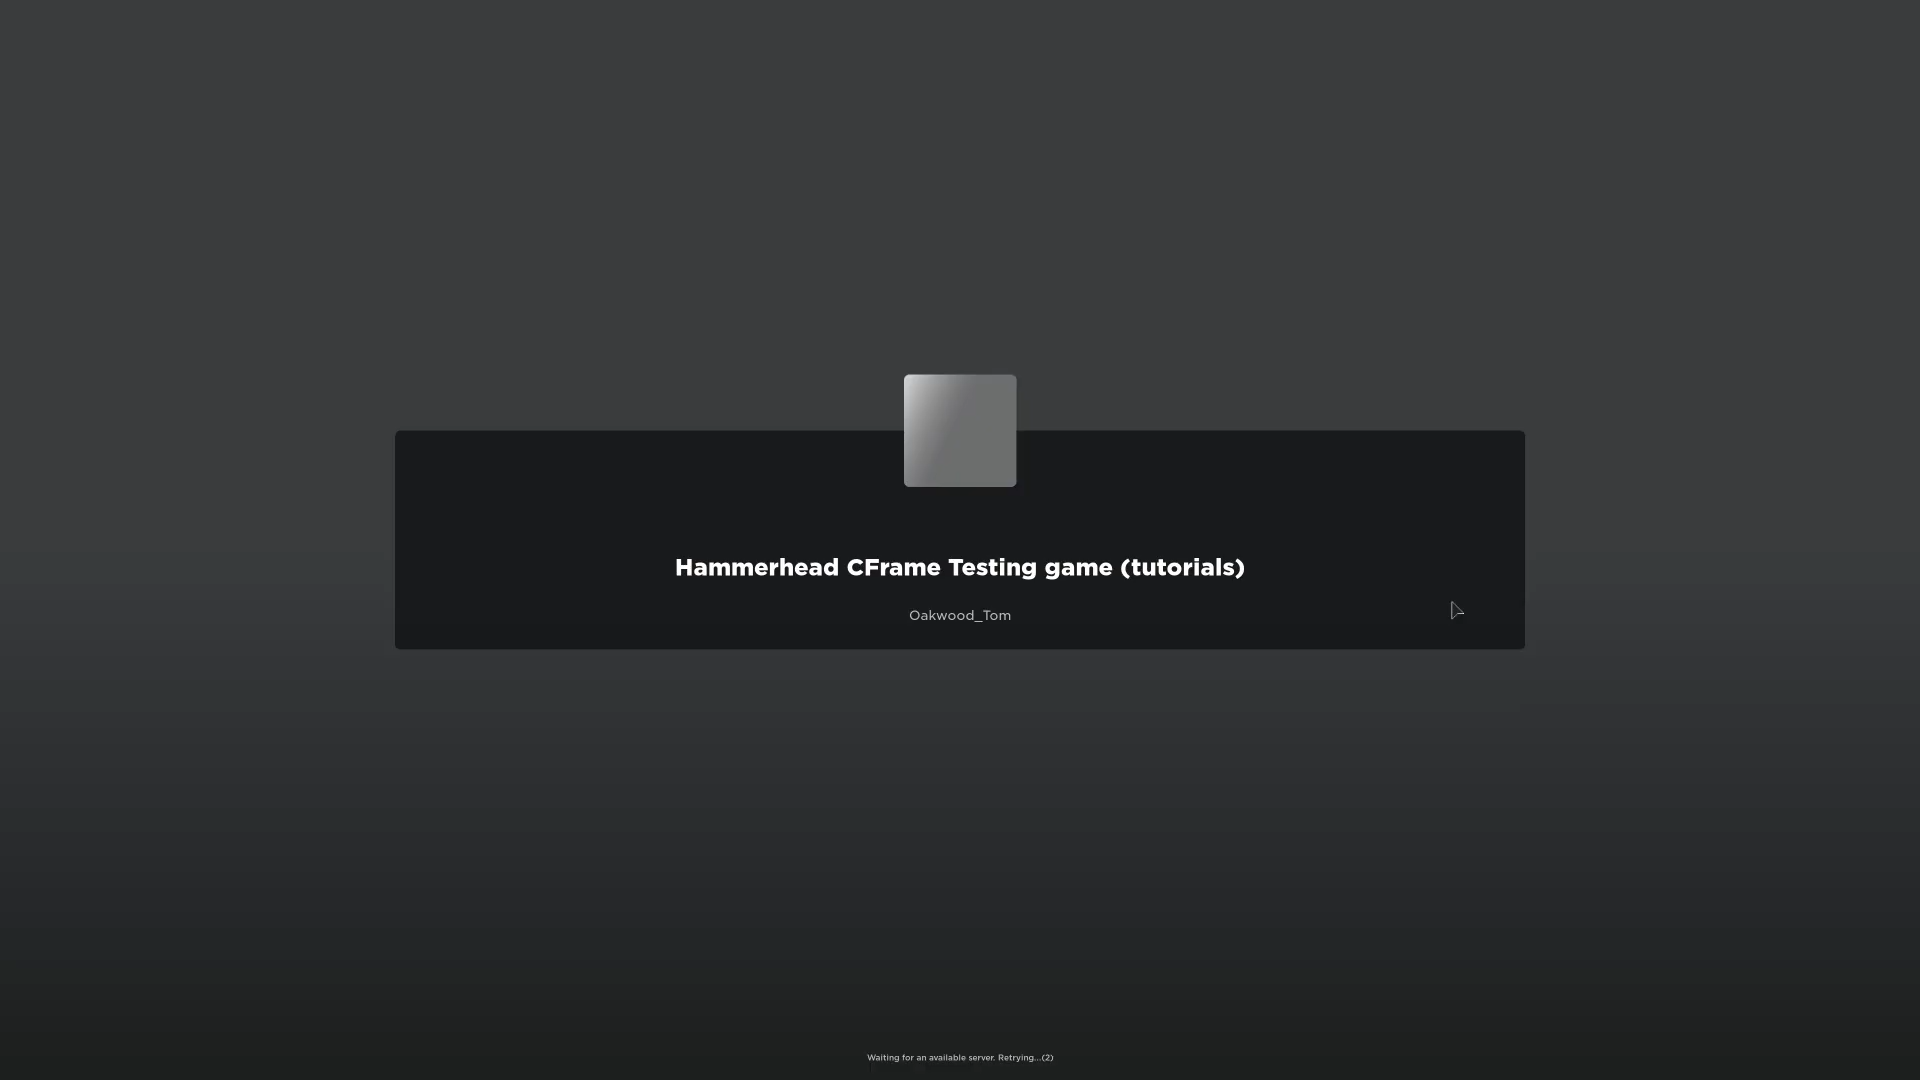 Hammerhead CFrame Testing game (tutorials)
Oakwood_Tom
Waiting for an available server. Retrying...(2)